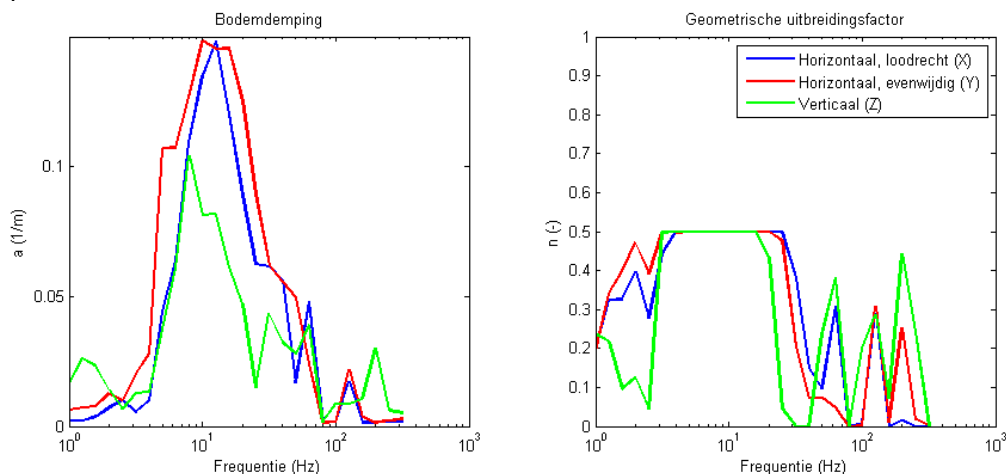 Bodemdemping
0.1
0.05
0
10^0
10^1
10^2
10^3
a (1/m)
Frequentie (Hz)
Geometrische uitbreidingsfactor
1
0.9
0.8
0.7
0.6
0.5
0.4
0.3
0.2
0.1
0
10^0
10^1
10^2
10^3
n (-)
Frequentie (Hz)
Horizontaal, loodrecht (X)
Horizontaal, evenwijdig (Y)
Verticaal (Z)